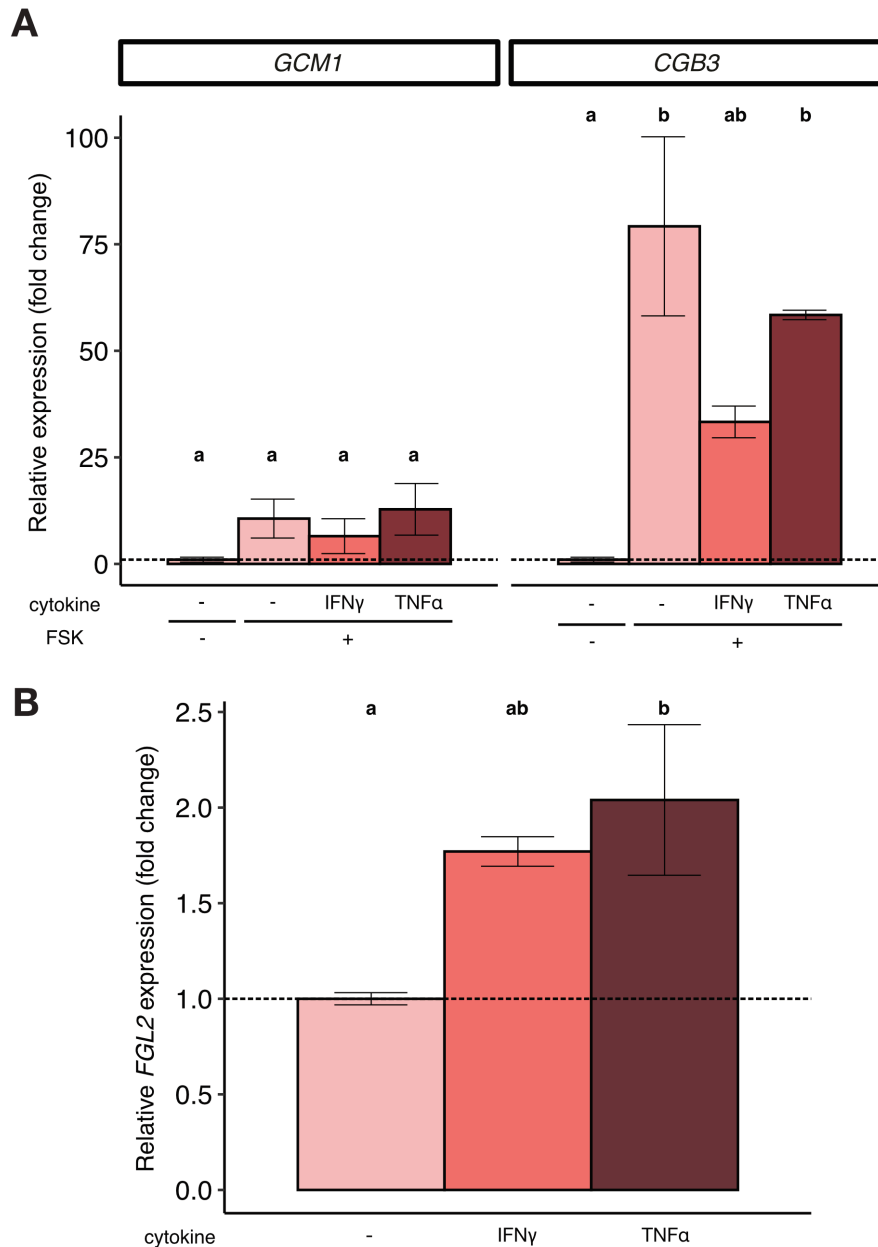 A
GCM1 CGB3
Relative expression (fold change)
100
75
50
25
0
a a a a
a b ab b
cytokine - - IFNγ TNFα - - IFNγ TNFα
FSK - + - +
B
Relative FGL2 expression (fold change)
2.5
2.0
1.5
1.0
0.5
0.0
a ab b
cytokine - IFNγ TNFα